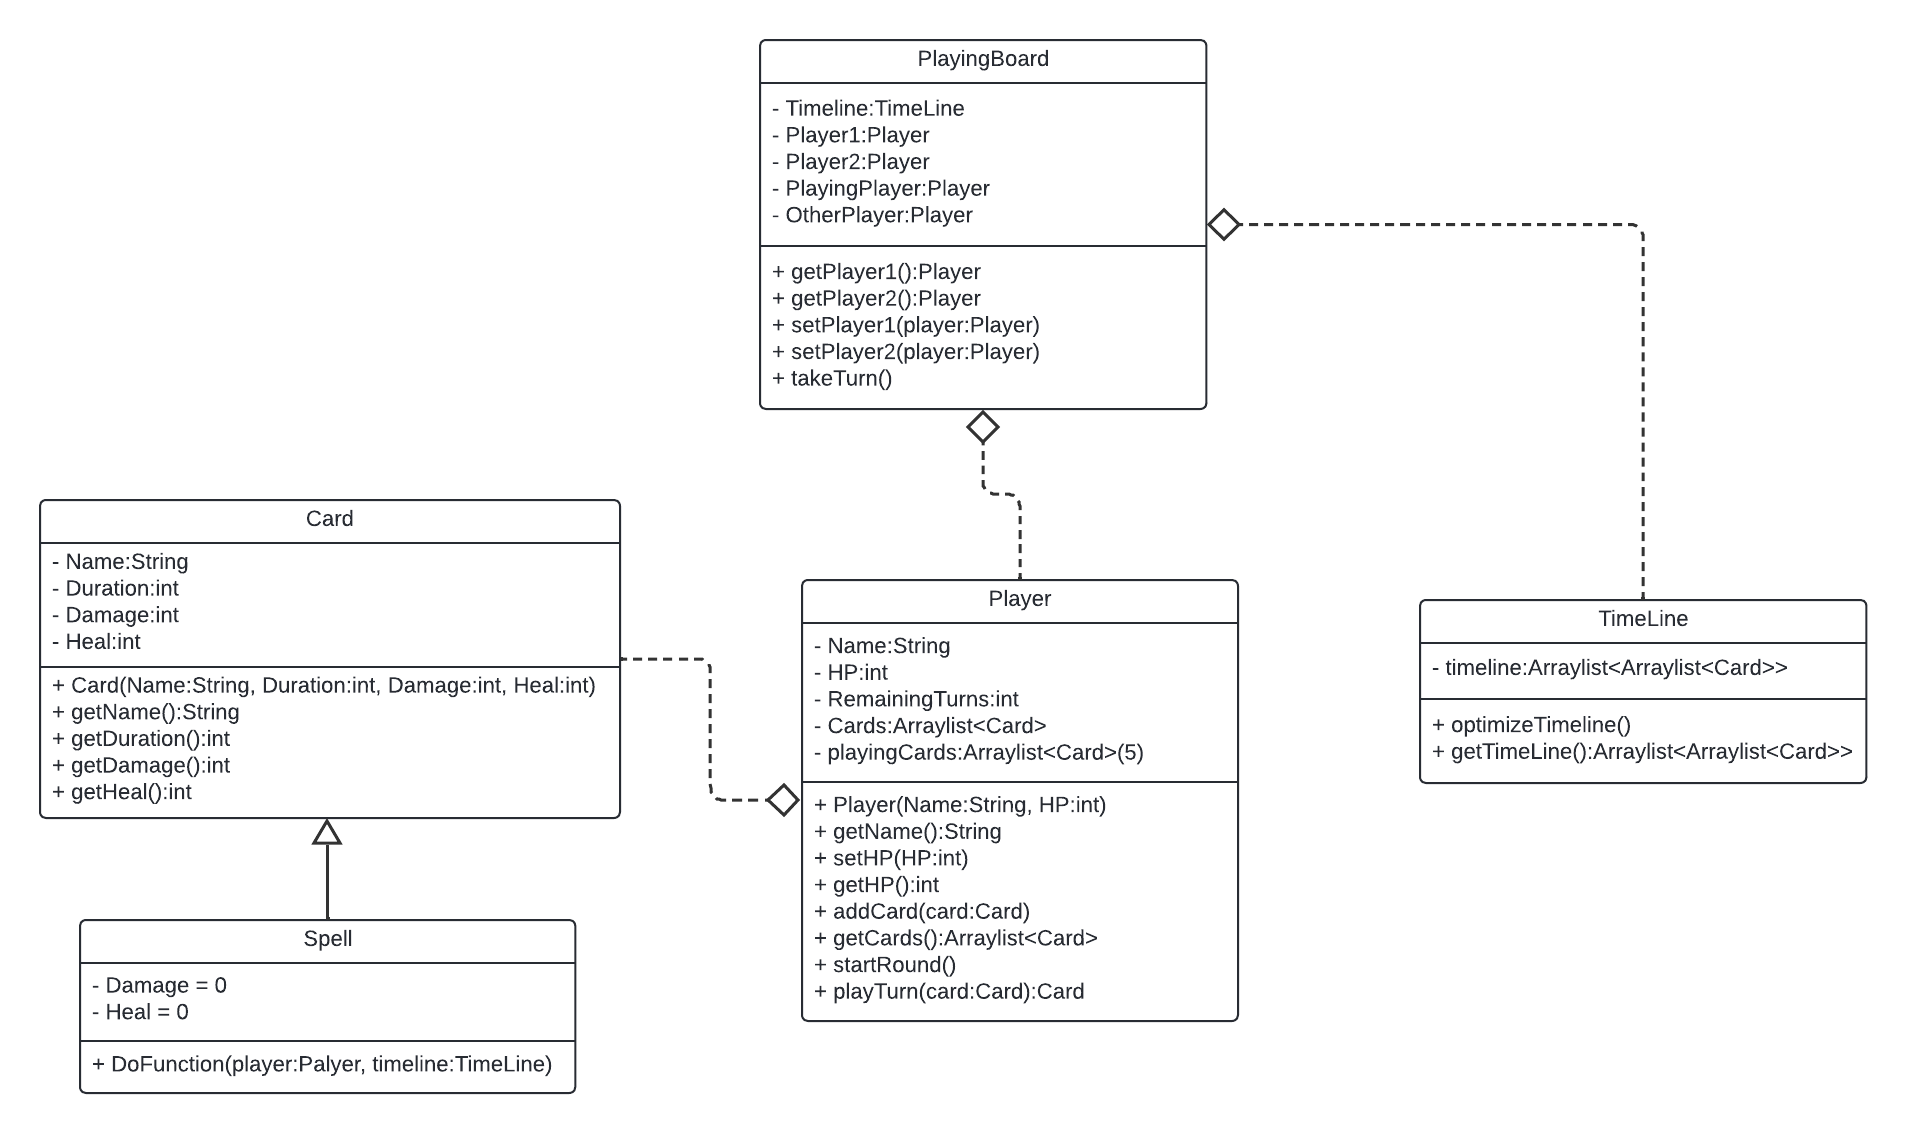 PlayingBoard
- Timeline:TimeLine
- Player1:Player
- Player2:Player
- PlayingPlayer:Player
- OtherPlayer:Player
+ getPlayer1():Player
+ getPlayer2():Player
+ setPlayer1(player:Player)
+ setPlayer2(player:Player)
+ takeTurn()
Card
- Name:String
- Duration:int
- Damage:int
- Heal:int
+ Card(Name:String, Duration:int, Damage:int, Heal:int)
+ getName():String
+ getDuration():int
+ getDamage():int
+ getHeal():int
Player
- Name:String
- HP:int
- RemainingTurns:int
- Cards:Arraylist<Card>
- playingCards:Arraylist<Card>(5)
+ Player(Name:String, HP:int)
+ getName():String
+ setHP(HP:int)
+ getHP():int
+ addCard(card:Card)
+ getCards():Arraylist<Card>
+ startRound()
+ playTurn(card:Card):Card
TimeLine
- timeline:Arraylist<Arraylist<Card>>
+ optimizeTimeline()
+ getTimeLine():Arraylist<Arraylist<Card>>
Spell
- Damage = 0
- Heal = 0
+ DoFunction(player:Palyer, timeline:TimeLine)